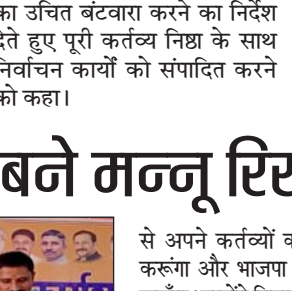 का उचित बंटवारा करने का निर्देश
देते हुए पूरी कर्तव्य निष्ठा के साथ
निर्वाचन कार्यों को संपादित करने
को कहा।
बने मन्नू
से अपने कर्तव्यों
करूंगा और भाजपा